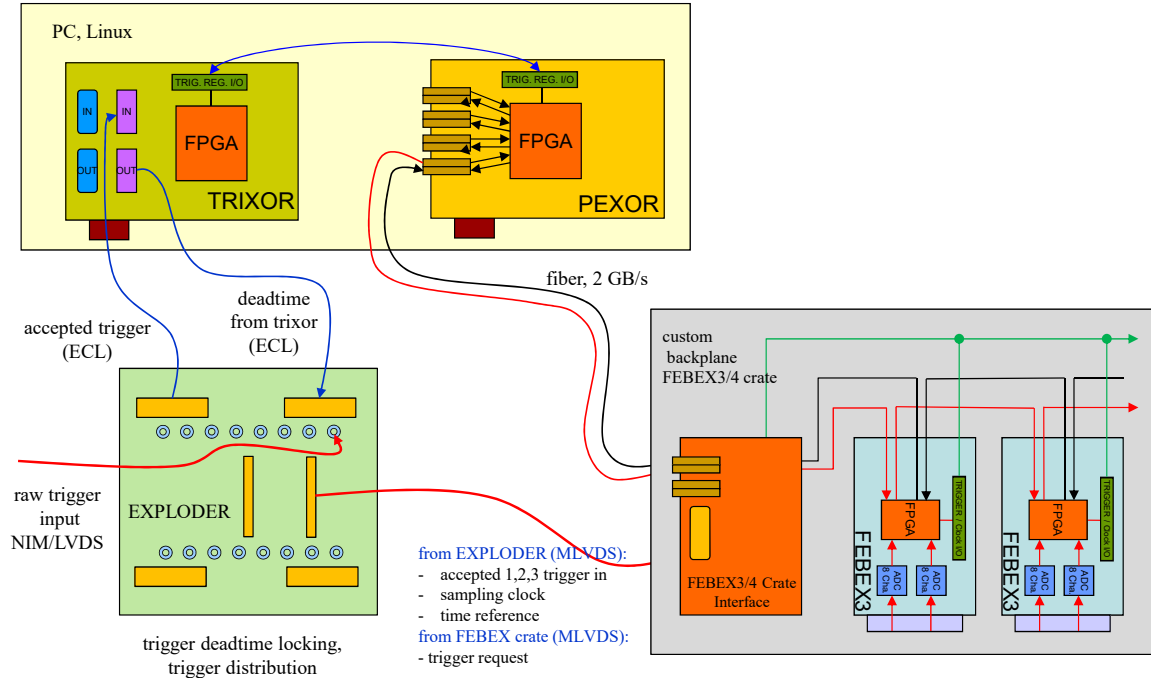 PC, Linux
TRIG. REG. I/O
TRIG. REG. I/O
IN
IN
FPGA
FPGA
OUT
OUT
TRIXOR
PEXOR
fiber, 2 GB/s
deadtime
from trixor
(ECL)
accepted trigger
(ECL)
custom
backplane
FEBEX3/4 crate
raw trigger
input
NIM/LVDS
EXPLODER
from EXPLODER (MLVDS):
- accepted 1,2,3 trigger in
- sampling clock
- time reference
from FEBEX crate (MLVDS):
- trigger request
trigger deadtime locking,
trigger distribution
FEBEX3/4 Crate
Interface
FEBEX3
FPGA
TRIGGER / Clock I/O
ADC
8 Cha
ADC
8 Cha
FEBEX3
FPGA
TRIGGER / Clock I/O
ADC
8 Cha
ADC
8 Cha